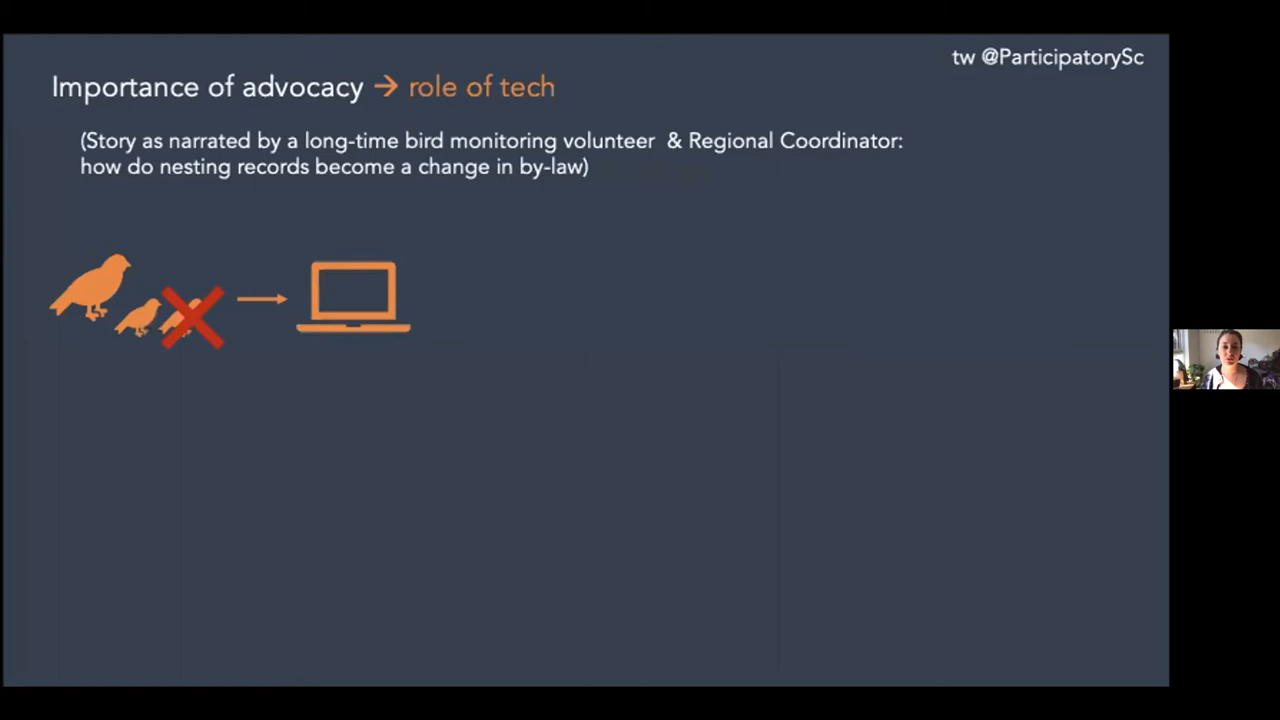 tw @ParticipatorySc
Importance of advocacy → role of tech
(Story as narrated by a long-time bird monitoring volunteer & Regional Coordinator:
how do nesting records become a change in by-law)